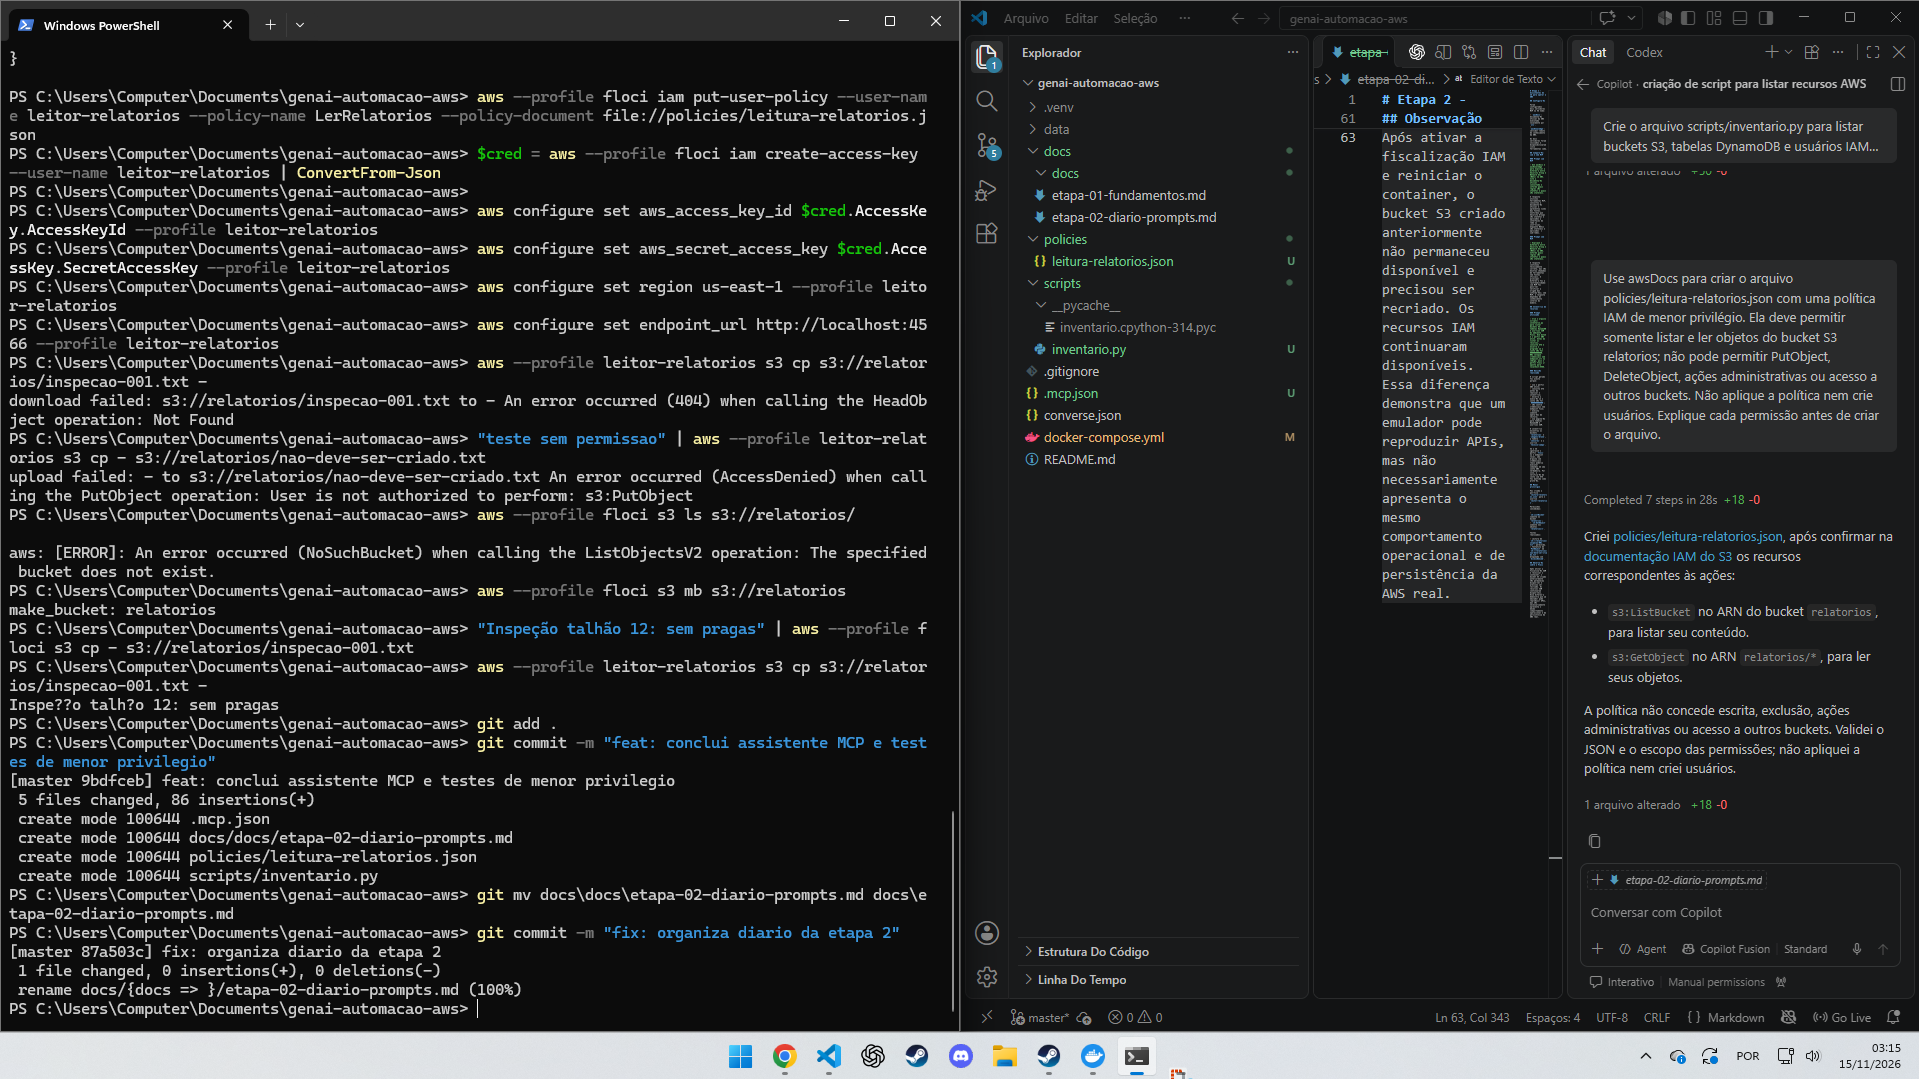 Windows PowerShell
}
PS C:\Users\Computer\Documents\genai-automacao-aws> aws --profile floci iam put-user-policy --user-nam
e leitor-relatorios --policy-name LerRelatorios --policy-document file://policies/leitura-relatorios.j
son
PS C:\Users\Computer\Documents\genai-automacao-aws> $cred = aws --profile floci iam create-access-key
--user-name leitor-relatorios | ConvertFrom-Json
PS C:\Users\Computer\Documents\genai-automacao-aws>
PS C:\Users\Computer\Documents\genai-automacao-aws> aws configure set aws_access_key_id $cred.AccessKe
y.AccessKeyId --profile leitor-relatorios
PS C:\Users\Computer\Documents\genai-automacao-aws> aws configure set aws_secret_access_key $cred.Acce
ssKey.SecretAccessKey --profile leitor-relatorios
PS C:\Users\Computer\Documents\genai-automacao-aws> aws configure set region us-east-1 --profile leito
r-relatorios
PS C:\Users\Computer\Documents\genai-automacao-aws> aws configure set endpoint_url http://localhost:45
66 --profile leitor-relatorios
PS C:\Users\Computer\Documents\genai-automacao-aws> aws --profile leitor-relatorios s3 cp s3://relator
ios/inspecao-001.txt -
download failed: s3://relatorios/inspecao-001.txt to - An error occurred (404) when calling the HeadOb
ject operation: Not Found
PS C:\Users\Computer\Documents\genai-automacao-aws> "teste sem permissao" | aws --profile leitor-relat
orios s3 cp - s3://relatorios/nao-deve-ser-criado.txt
upload failed: - to s3://relatorios/nao-deve-ser-criado.txt An error occurred (AccessDenied) when call
ing the PutObject operation: User is not authorized to perform: s3:PutObject
PS C:\Users\Computer\Documents\genai-automacao-aws> aws --profile floci s3 ls s3://relatorios/
aws: [ERROR]: An error occurred (NoSuchBucket) when calling the ListObjectsV2 operation: The specified
bucket does not exist.
PS C:\Users\Computer\Documents\genai-automacao-aws> aws --profile floci s3 mb s3://relatorios
make_bucket: relatorios
PS C:\Users\Computer\Documents\genai-automacao-aws> "Inspeção talhão 12: sem pragas" | aws --profile f
loci s3 cp - s3://relatorios/inspecao-001.txt
PS C:\Users\Computer\Documents\genai-automacao-aws> aws --profile leitor-relatorios s3 cp s3://relator
ios/inspecao-001.txt -
Inspe??o talh?o 12: sem pragas
PS C:\Users\Computer\Documents\genai-automacao-aws> git add .
PS C:\Users\Computer\Documents\genai-automacao-aws> git commit -m "feat: conclui assistente MCP e test
es de menor privilegio"
[master 9bdfceb] feat: conclui assistente MCP e testes de menor privilegio
5 files changed, 86 insertions(+)
create mode 100644 .mcp.json
create mode 100644 docs/docs/etapa-02-diario-prompts.md
create mode 100644 policies/leitura-relatorios.json
create mode 100644 scripts/inventario.py
PS C:\Users\Computer\Documents\genai-automacao-aws> git mv docs\docs\etapa-02-diario-prompts.md docs\e
tapa-02-diario-prompts.md
PS C:\Users\Computer\Documents\genai-automacao-aws> git commit -m "fix: organiza diario da etapa 2"
[master 87a503c] fix: organiza diario da etapa 2
1 file changed, 0 insertions(+), 0 deletions(-)
rename docs/{docs => }/etapa-02-diario-prompts.md (100%)
PS C:\Users\Computer\Documents\genai-automacao-aws>
Arquivo Editar Seleção ···
genai-automacao-aws
Explorador
genai-automacao-aws
.venv
data
docs
docs
etapa-01-fundamentos.md
etapa-02-diario-prompts.md
policies
{} leitura-relatorios.json U
scripts
__pycache__
inventario.cpython-314.pyc
inventario.py U
.gitignore
{} .mcp.json U
{} converse.json
docker-compose.yml M
README.md
Estrutura Do Código
Linha Do Tempo
1
5
etapa-
s > etapa-02-di... > Editor de Texto
1 # Etapa 2 -
61 ## Observação
63 Após ativar a
fiscalização IAM
e reiniciar o
container, o
bucket S3 criado
anteriormente
não permaneceu
disponível e
precisou ser
recriado. Os
recursos IAM
continuaram
disponíveis.
Essa diferença
demonstra que um
emulador pode
reproduzir APIs,
mas não
necessariamente
apresenta o
mesmo
comportamento
operacional e de
persistência da
AWS real.
Chat Codex
Copilot · criação de script para listar recursos AWS
Crie o arquivo scripts/inventario.py para listar
buckets S3, tabelas DynamoDB e usuários IAM...
1 arquivo alterado +50 -0
Use awsDocs para criar o arquivo
policies/leitura-relatorios.json com uma política
IAM de menor privilégio. Ela deve permitir
somente listar e ler objetos do bucket S3
relatorios; não pode permitir PutObject,
DeleteObject, ações administrativas ou acesso a
outros buckets. Não aplique a política nem crie
usuários. Explique cada permissão antes de criar
o arquivo.
Completed 7 steps in 28s +18 -0
Criei policies/leitura-relatorios.json, após confirmar na
documentação IAM do S3 os recursos
correspondentes às ações:
• s3:ListBucket no ARN do bucket relatorios,
para listar seu conteúdo.
• s3:GetObject no ARN relatorios/*, para ler
seus objetos.
A política não concede escrita, exclusão, ações
administrativas ou acesso a outros buckets. Validei o
JSON e o escopo das permissões; não apliquei a
política nem criei usuários.
1 arquivo alterado +18 -0
etapa-02-diario-prompts.md
Conversar com Copilot
Agent Copilot Fusion Standard
Interativo Manual permissions
master* 0 0 Ln 63, Col 343 Espaços: 4 UTF-8 CRLF {} Markdown Go Live
POR
03:15
15/11/2026